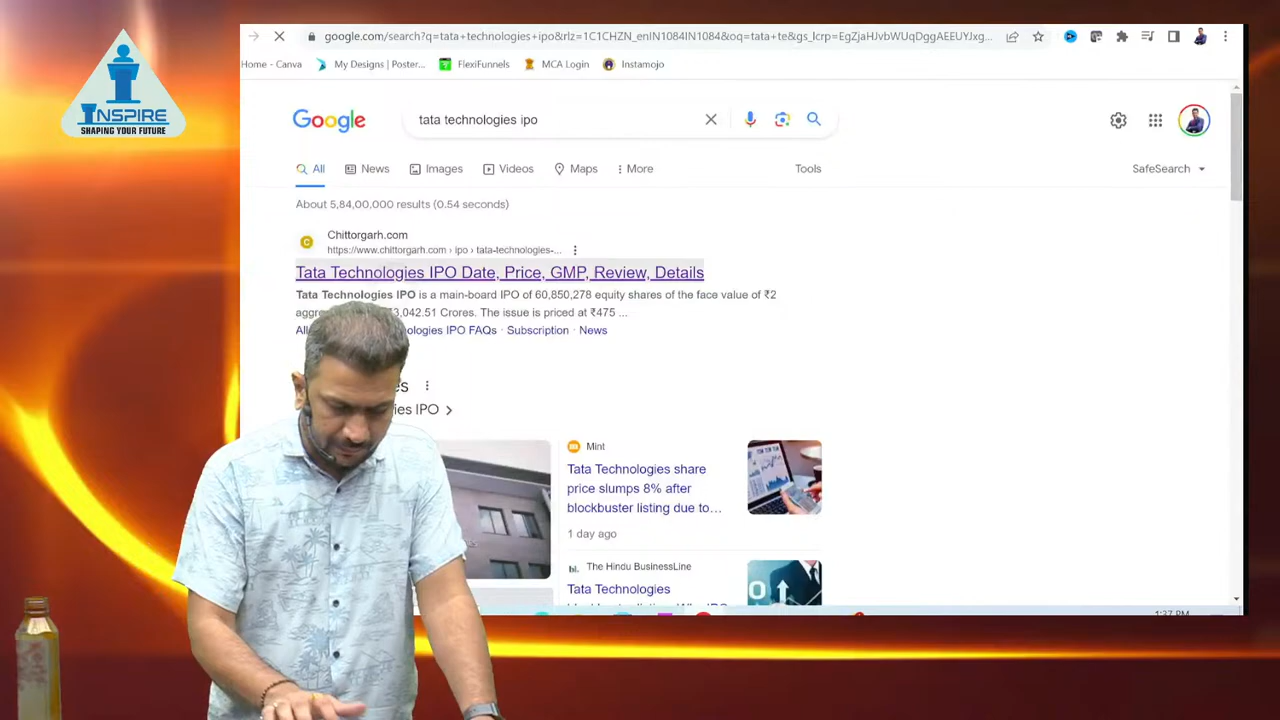 INSPIRE
SHAPING YOUR FUTURE
google.com/search?q=tata+technologies+ipo&rlz=1C1CHZN_enIN1084IN1084&oq=tata+te&gs_lcrp=EgZjaHJvbWUqDggAEEUYJxg...
Home - Canva My Designs | Poster... FlexiFunnels MCA Login Instamojo
Google tata technologies ipo
All News Images Videos Maps More Tools SafeSearch
About 5,84,00,000 results (0.54 seconds)
C Chittorgarh.com
https://www.chittorgarh.com › ipo › tata-technologies-...
Tata Technologies IPO Date, Price, GMP, Review, Details
Tata Technologies IPO is a main-board IPO of 60,850,278 equity shares of the face value of ₹2
3,042.51 Crores. The issue is priced at ₹475 ...
IPO FAQs · Subscription · News
IPO
Mint
Tata Technologies share
price slumps 8% after
blockbuster listing due to…
1 day ago
bl. The Hindu BusinessLine
Tata Technologies
1:37 PM